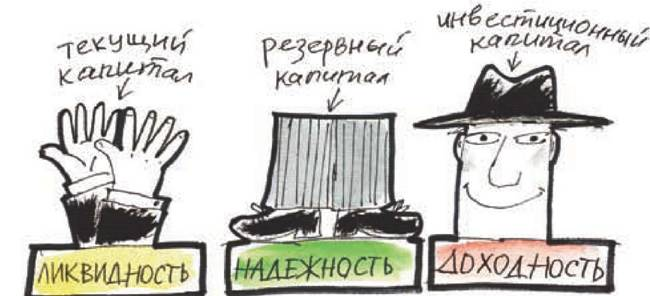 текущий
капитал
резервный
капитал
инвестиционный
капитал
ЛИКВИДНОСТЬ
НАДЕЖНОСТЬ
ДОХОДНОСТЬ